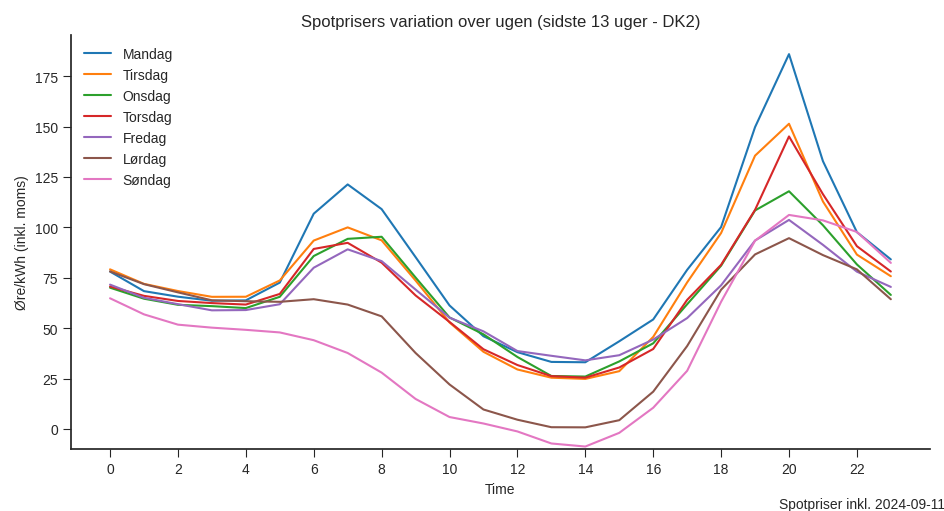 Spotprisers variation over ugen (sidste 13 uger - DK2)
Mandag
Tirsdag
Onsdag
Torsdag
Fredag
Lørdag
Søndag
Øre/kWh (inkl. moms)
175
150
125
100
75
50
25
0
0 2 4 6 8 10 12 14 16 18 20 22
Time
Spotpriser inkl. 2024-09-11